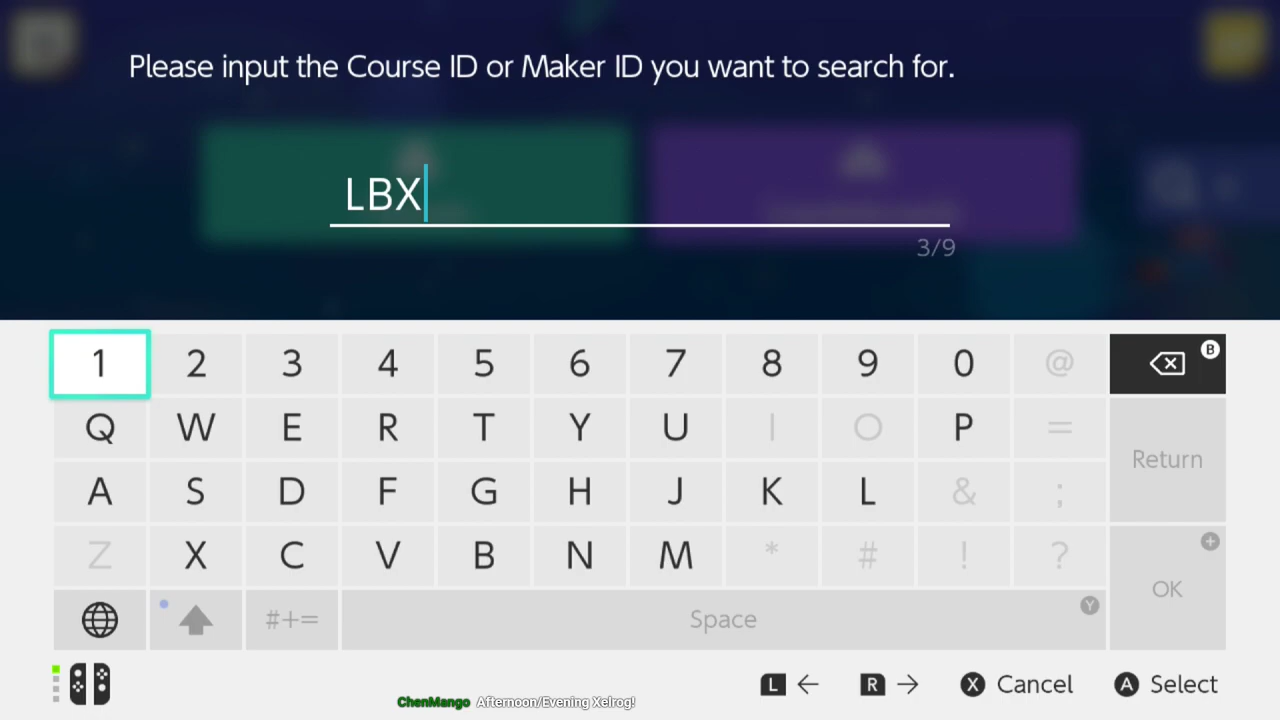 Please input the Course ID or Maker ID you want to search for.
LBX
3/9
1 2 3 4 5 6 7 8 9 0 @ B
Q W E R T Y U I O P =
Return
A S D F G H J K L & ;
Z X C V B N M * # ! ? +
OK
#+= Space Y
L ← R → X Cancel A Select
ChenMango Afternoon/Evening Xelrog!